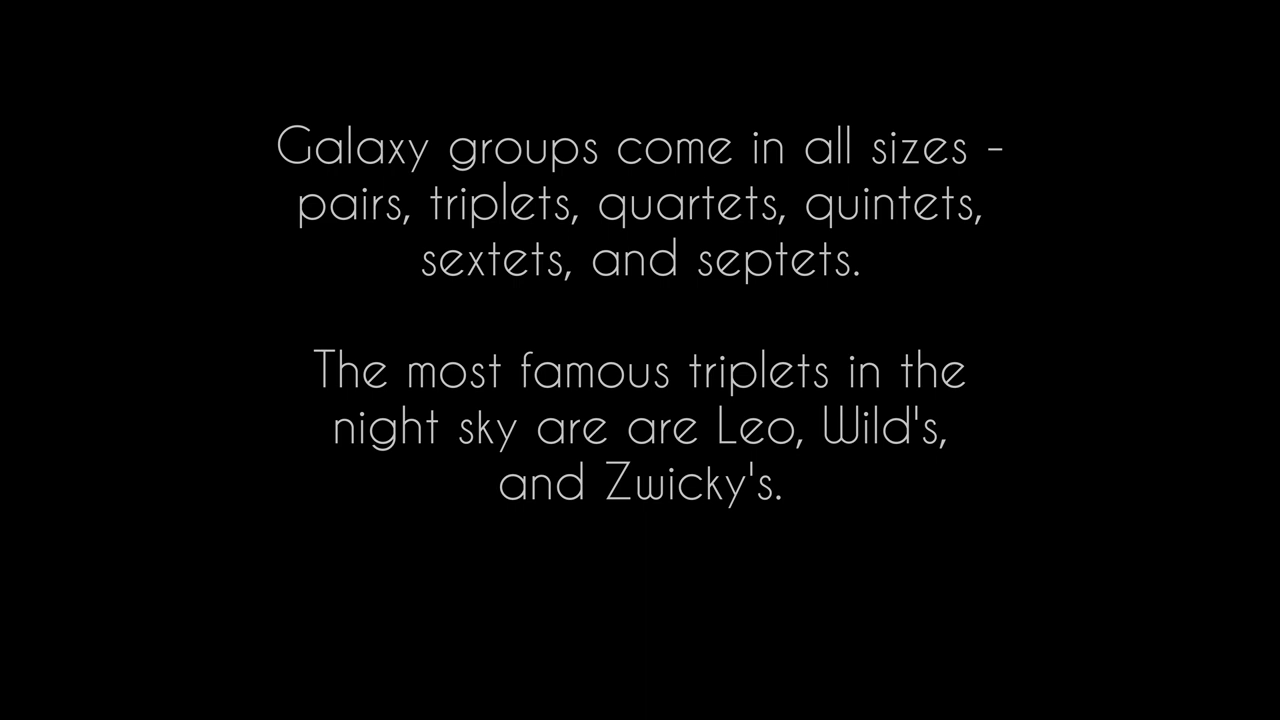 Galaxy groups come in all sizes -
pairs, triplets, quartets, quintets,
sextets, and septets.
The most famous triplets in the
night sky are are Leo, Wild's,
and Zwicky's.